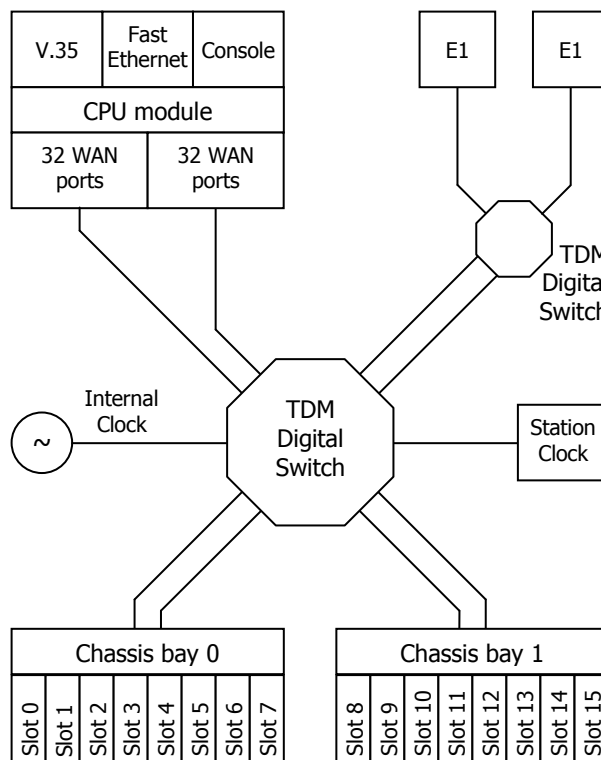 V.35
Fast
Ethernet
Console
CPU module
32 WAN
ports
32 WAN
ports
E1
E1
TDM
Digital
Switch
Internal
Clock
~
TDM
Digital
Switch
Station
Clock
Chassis bay 0
Slot 0
Slot 1
Slot 2
Slot 3
Slot 4
Slot 5
Slot 6
Slot 7
Chassis bay 1
Slot 8
Slot 9
Slot 10
Slot 11
Slot 12
Slot 13
Slot 14
Slot 15